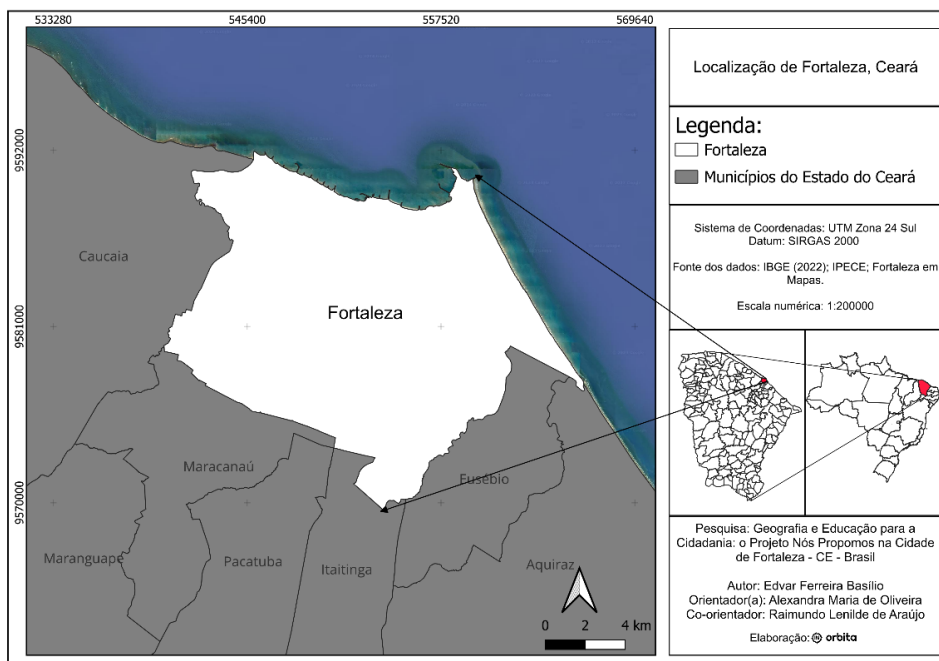 533280
545400
557520
569640
9592000
9581000
9570000
Caucaia
Fortaleza
Maracanaú
Maranguape
Pacatuba
Itaitinga
Eusébio
Aquiraz
0 2 4 km
Localização de Fortaleza, Ceará
Legenda:
Fortaleza
Municípios do Estado do Ceará
Sistema de Coordenadas: UTM Zona 24 Sul
Datum: SIRGAS 2000
Fonte dos dados: IBGE (2022); IPECE; Fortaleza em
Mapas.
Escala numérica: 1:200000
Pesquisa: Geografia e Educação para a
Cidadania: o Projeto Nós Propomos na Cidade
de Fortaleza - CE - Brasil
Autor: Edvar Ferreira Basílio
Orientador(a): Alexandra Maria de Oliveira
Co-orientador: Raimundo Lenilde de Araújo
Elaboração: orbita